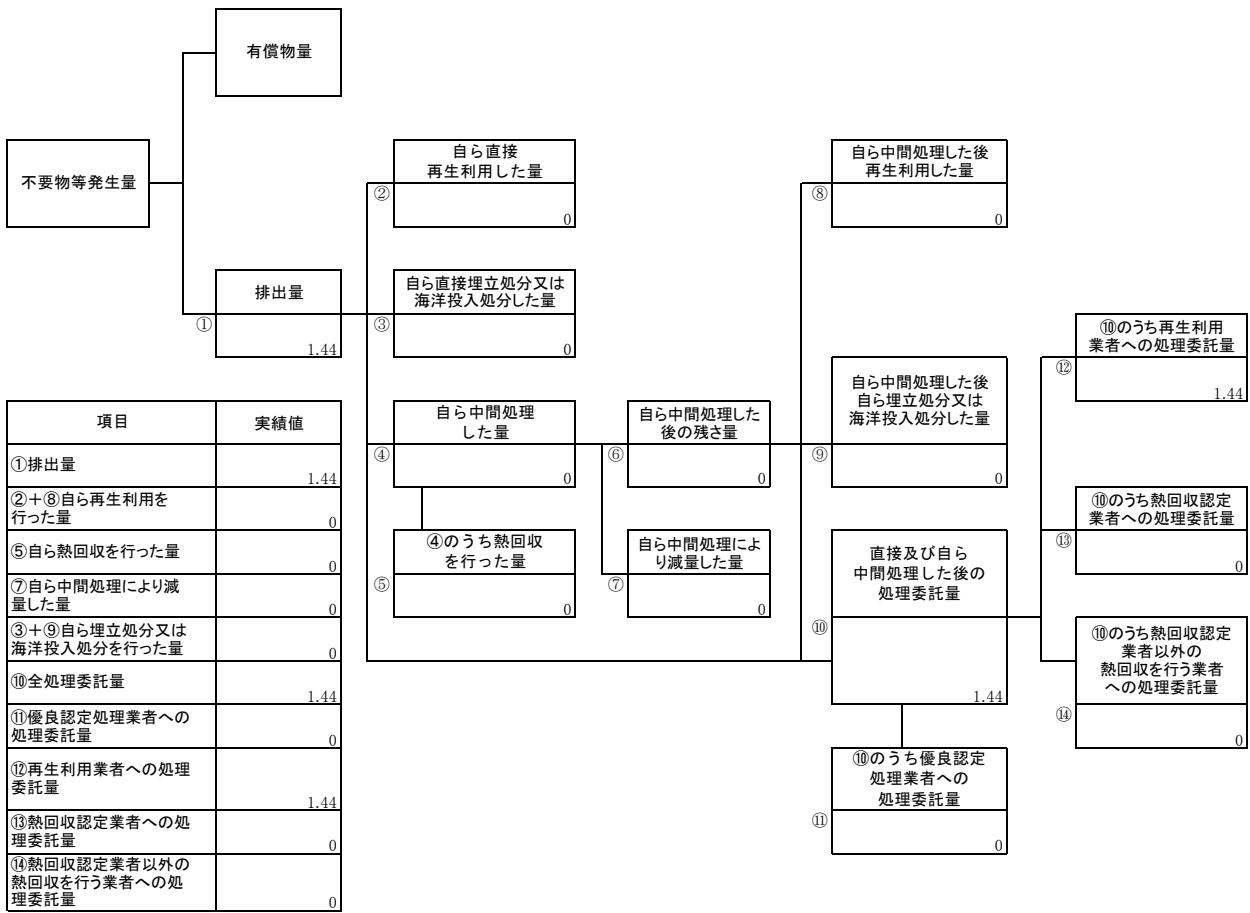 有償物量
不要物等発生量
自ら直接
再生利用した量
②
0
自ら中間処理した後
再生利用した量
⑧
0
排出量
①
1.44
自ら直接埋立処分又は
海洋投入処分した量
③
0
⑩のうち再生利用
業者への処理委託量
⑫
1.44
自ら中間処理した後
自ら埋立処分又は
海洋投入処分した量
⑨
0
自ら中間処理
した量
④
0
自ら中間処理した
後の残さ量
⑥
0
⑩のうち熱回収認定
業者への処理委託量
⑬
0
④のうち熱回収
を行った量
⑤
0
自ら中間処理によ
り減量した量
⑦
0
直接及び自ら
中間処理した後の
処理委託量
⑩
1.44
⑩のうち熱回収認定
業者以外の
熱回収を行う業者
への処理委託量
⑭
0
⑩のうち優良認定
処理業者への
処理委託量
⑪
0
項目 実績値
①排出量
1.44
②+⑧自ら再生利用を
行った量
0
⑤自ら熱回収を行った量
0
⑦自ら中間処理により減
量した量
0
③+⑨自ら埋立処分又は
海洋投入処分を行った量
0
⑩全処理委託量
1.44
⑪優良認定処理業者への
処理委託量
0
⑫再生利用業者への処理
委託量
1.44
⑬熱回収認定業者への処
理委託量
0
⑭熱回収認定業者以外の
熱回収を行う業者への処
理委託量
0